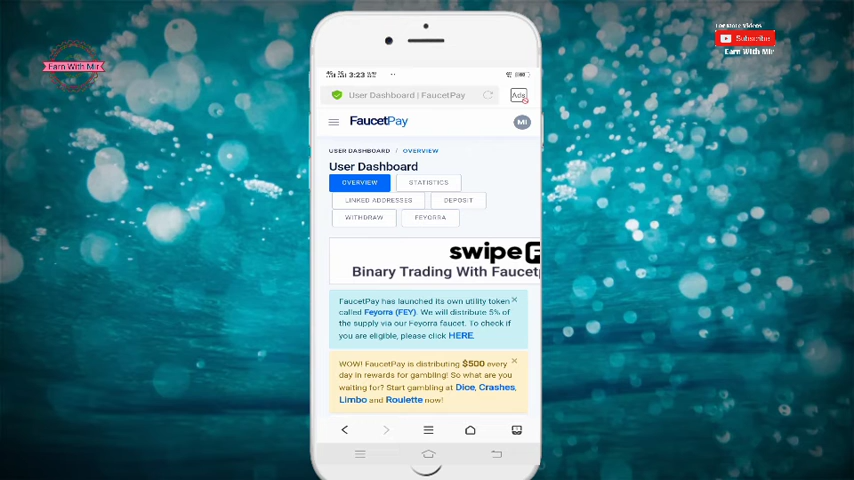 For More Videos
Subscribe
Earn With Mir
Earn With Mir
3:23
User Dashboard | FaucetPay
Ads
FaucetPay
MI
USER DASHBOARD / OVERVIEW
User Dashboard
OVERVIEW
STATISTICS
LINKED ADDRESSES
DEPOSIT
WITHDRAW
FEYORRA
swipe
Binary Trading With Faucetp
FaucetPay has launched its own utility token
called Feyorra (FEY). We will distribute 5% of
the supply via our Feyorra faucet. To check if
you are eligible, please click HERE.
WOW! FaucetPay is distributing $500 every
day in rewards for gambling! So what are you
waiting for? Start gambling at Dice, Crashes,
Limbo and Roulette now!